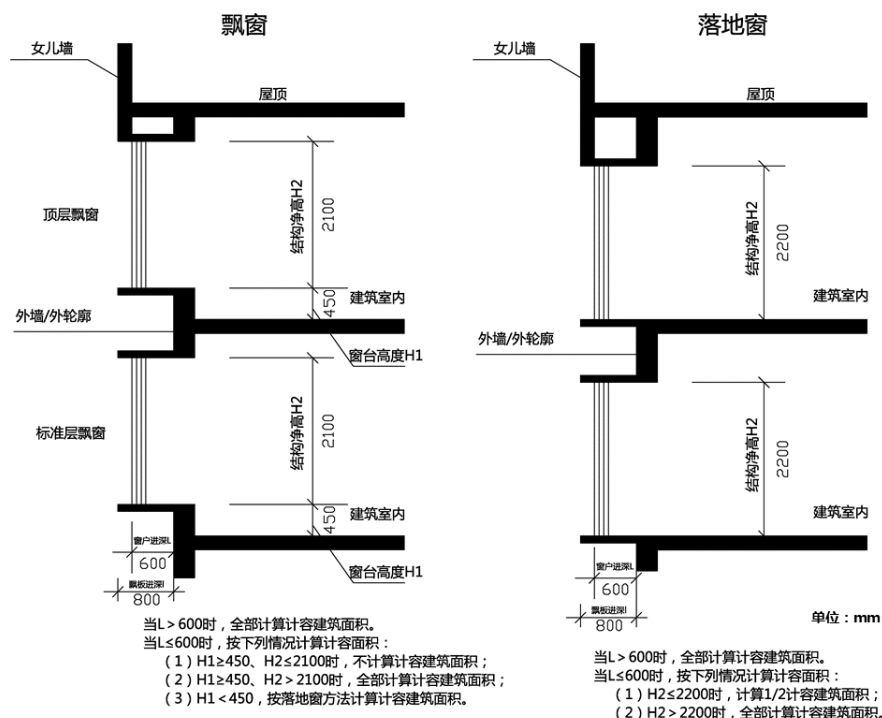 飘窗
女儿墙
屋顶
顶层飘窗
结构净高H2
2100
450
建筑室内
外墙/外轮廓
窗台高度H1
标准层飘窗
结构净高H2
2100
450
建筑室内
窗户进深L
600
窗台高度H1
飘板进深l
800
当L>600时,全部计算计容建筑面积。
当L≤600时,按下列情况计算计容面积:
(1)H1≥450、H2≤2100时,不计算计容建筑面积;
(2)H1≥450、H2>2100时,全部计算计容建筑面积;
(3)H1<450,按落地窗方法计算计容建筑面积。
落地窗
女儿墙
屋顶
结构净高H2
2200
建筑室内
外墙/外轮廓
结构净高H2
2200
建筑室内
窗户进深L
600
飘板进深l
800
单位:mm
当L>600时,全部计算计容建筑面积。
当L≤600时,按下列情况计算计容面积:
(1)H2≤2200时,计算1/2计容建筑面积;
(2)H2>2200时,全部计算计容建筑面积。